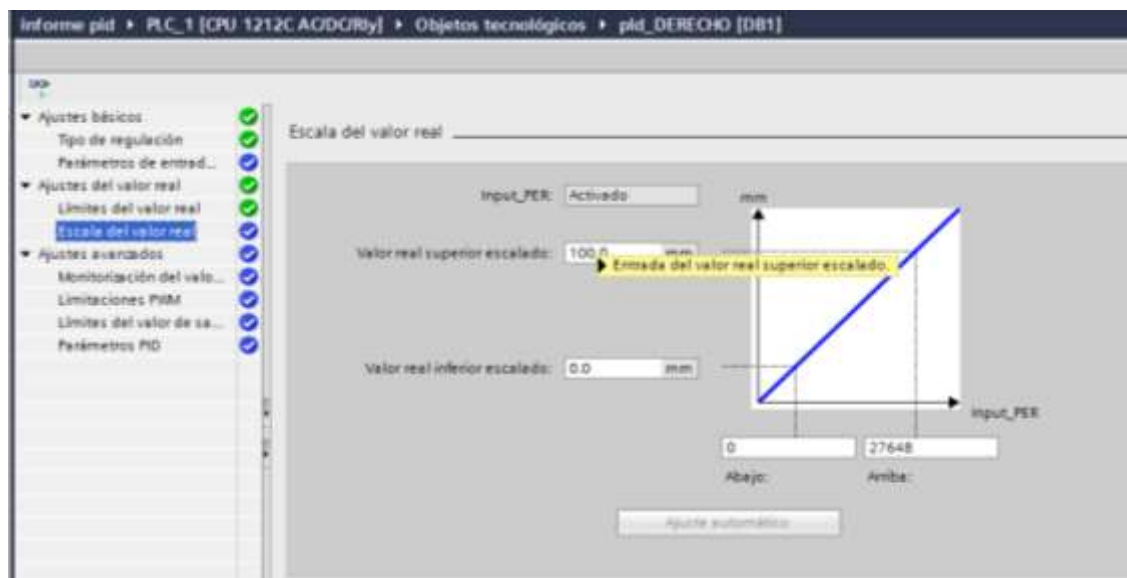 informe pid ▸ PLC_1 [CPU 1212C AC/DC/Rly] ▸ Objetos tecnológicos ▸ pid_DERECHO [DB1]
Ajustes básicos
Tipo de regulación
Parámetros de entrad...
Ajustes del valor real
Límites del valor real
Escala del valor real
Ajustes avanzados
Monitorización del valo...
Limitaciones PWM
Límites del valor de sa...
Parámetros PID
Escala del valor real
Input_PER: Activado
mm
Valor real superior escalado: 100.0 mm
Entrada del valor real superior escalado.
Valor real inferior escalado: 0.0 mm
Input_PER
0 27648
Abajo: Arriba:
Ajuste automático